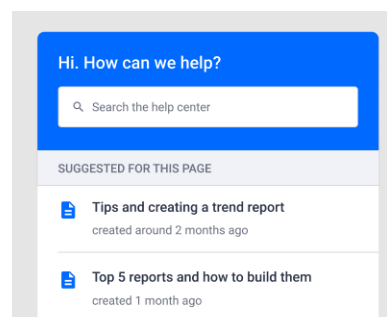 Hi. How can we help?
Search the help center
SUGGESTED FOR THIS PAGE
Tips and creating a trend report
created around 2 months ago
Top 5 reports and how to build them
created 1 month ago